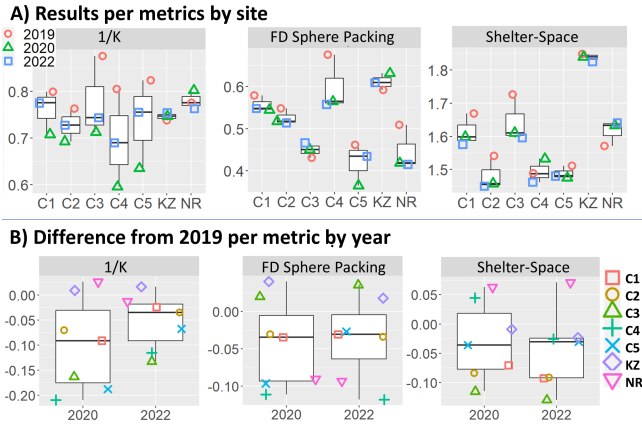 A) Results per metrics by site
2019
2020
2022
1/K
FD Sphere Packing
Shelter-Space
0.8
0.7
0.6
0.6
0.5
0.4
1.8
1.7
1.6
1.5
C1 C2 C3 C4 C5 KZ NR
C1 C2 C3 C4 C5 KZ NR
C1 C2 C3 C4 C5 KZ NR
B) Difference from 2019 per metric by year
1/K
FD Sphere Packing
Shelter-Space
0.00
-0.05
-0.10
-0.15
-0.20
0.00
-0.05
-0.10
0.05
0.00
-0.05
-0.10
2020 2022
2020 2022
2020 2022
C1
C2
C3
C4
C5
KZ
NR